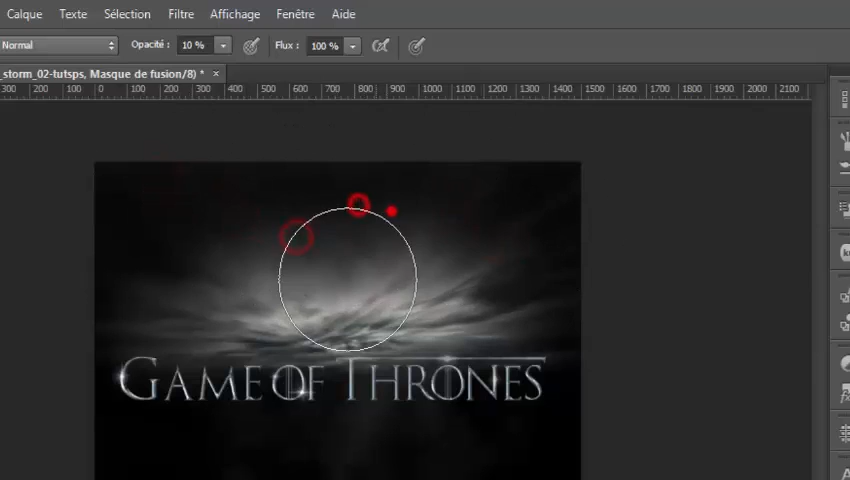 Calque Texte Sélection Filtre Affichage Fenêtre Aide
Normal Opacité : 10 % Flux : 100 %
_storm_02-tutsps, Masque de fusion/8) * ×
300 200 100 0 100 200 300 400 500 600 700 800 900 1000 1100 1200 1300 1400 1500 1600 1700 1800 1900 2000 2100
GAME OF THRONES